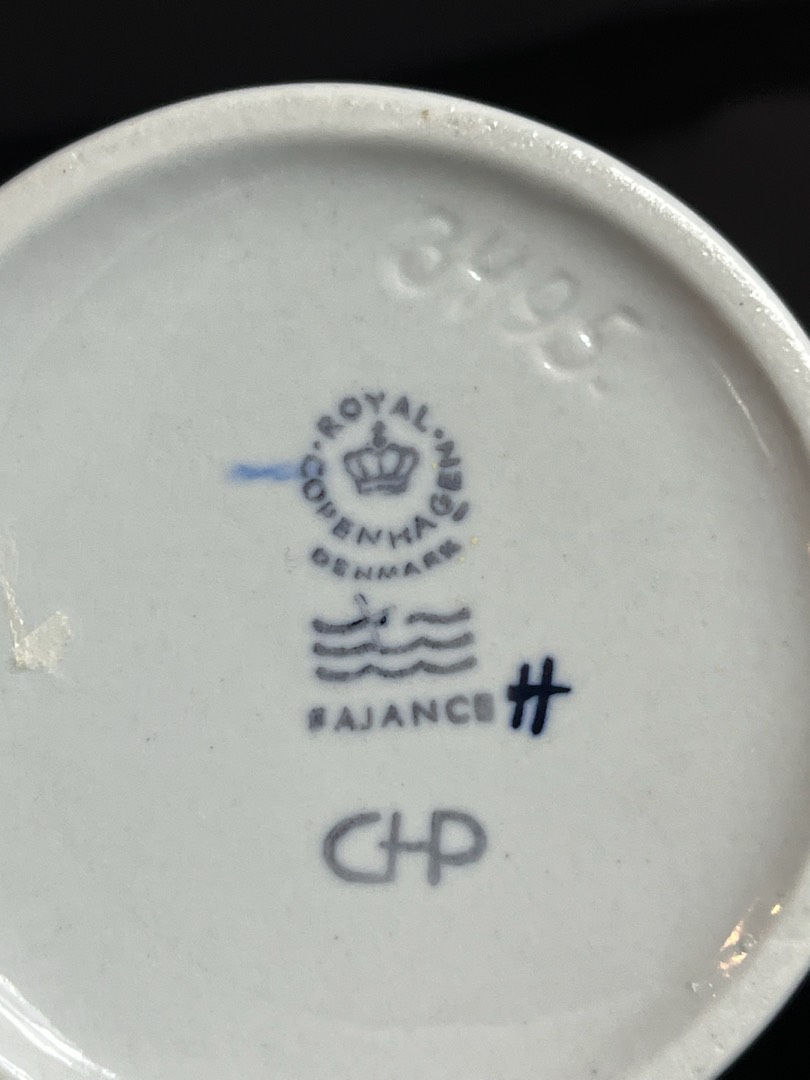 3495.
ROYAL
COPENHAGEN
DENMARK
FAJANCE H
CHP